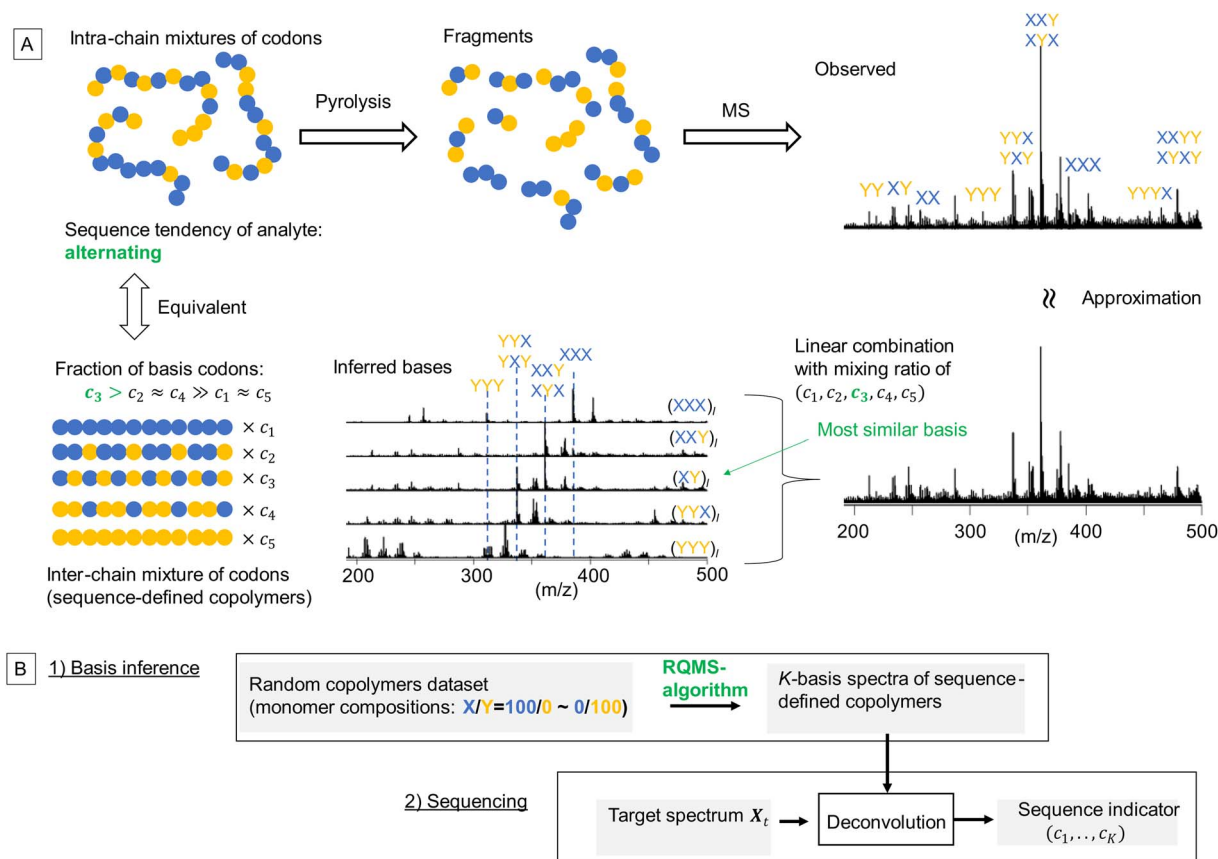 A
Intra-chain mixtures of codons
Pyrolysis
Fragments
MS
Observed
XXY
XYX
YYX
YXY
XXYY
XYXY
XXX
YY XY XX
YYY
YYYX
Sequence tendency of analyte:
alternating
Equivalent
≈ Approximation
Fraction of basis codons:
c₃ > c₂ ≈ c₄ ≫ c₁ ≈ c₅
× c₁
× c₂
× c₃
× c₄
× c₅
Inter-chain mixture of codons
(sequence-defined copolymers)
Inferred bases
YYX
YXY
XXX
XXY
XYX
YYY
(XXX)ₗ
(XXY)ₗ
(XY)ₗ
(YYX)ₗ
(YYY)ₗ
300 400 500
(m/z)
Linear combination
with mixing ratio of
(c₁, c₂, c₃, c₄, c₅)
Most similar basis
200 300 400 500
(m/z)
B
1) Basis inference
Random copolymers dataset
(monomer compositions: X/Y=100/0 ~ 0/100)
RQMS-
algorithm
K-basis spectra of sequence-
defined copolymers
2) Sequencing
Target spectrum Xₜ
Deconvolution
Sequence indicator
(c₁,..,c_K)